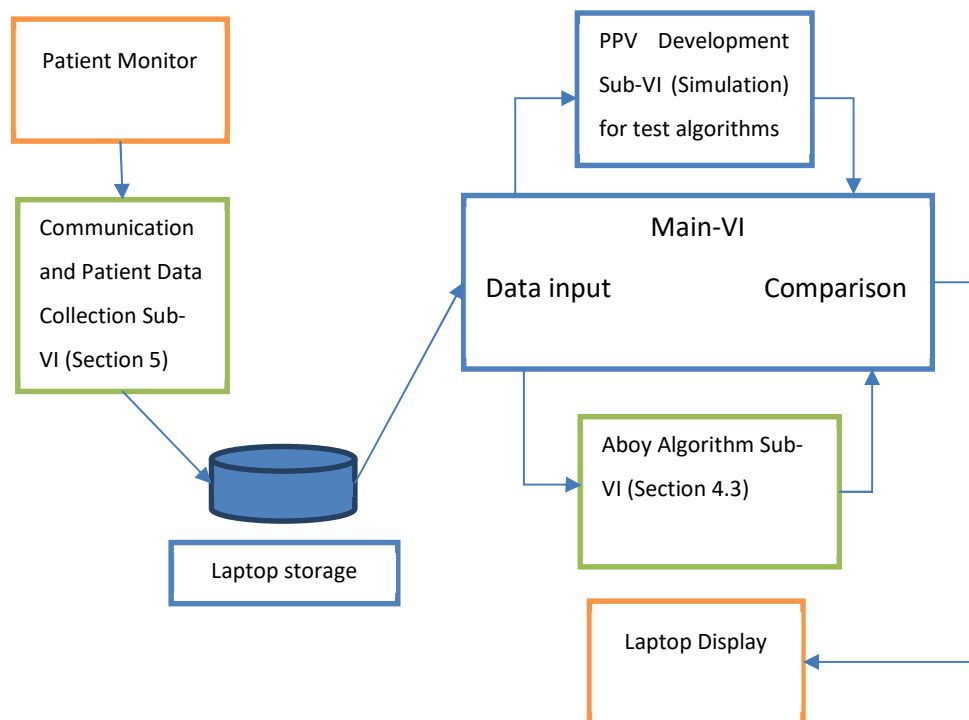 Patient Monitor
Communication
and Patient Data
Collection Sub-
VI (Section 5)
Laptop storage
PPV Development
Sub-VI (Simulation)
for test algorithms
Main-VI
Data input Comparison
Aboy Algorithm Sub-
VI (Section 4.3)
Laptop Display